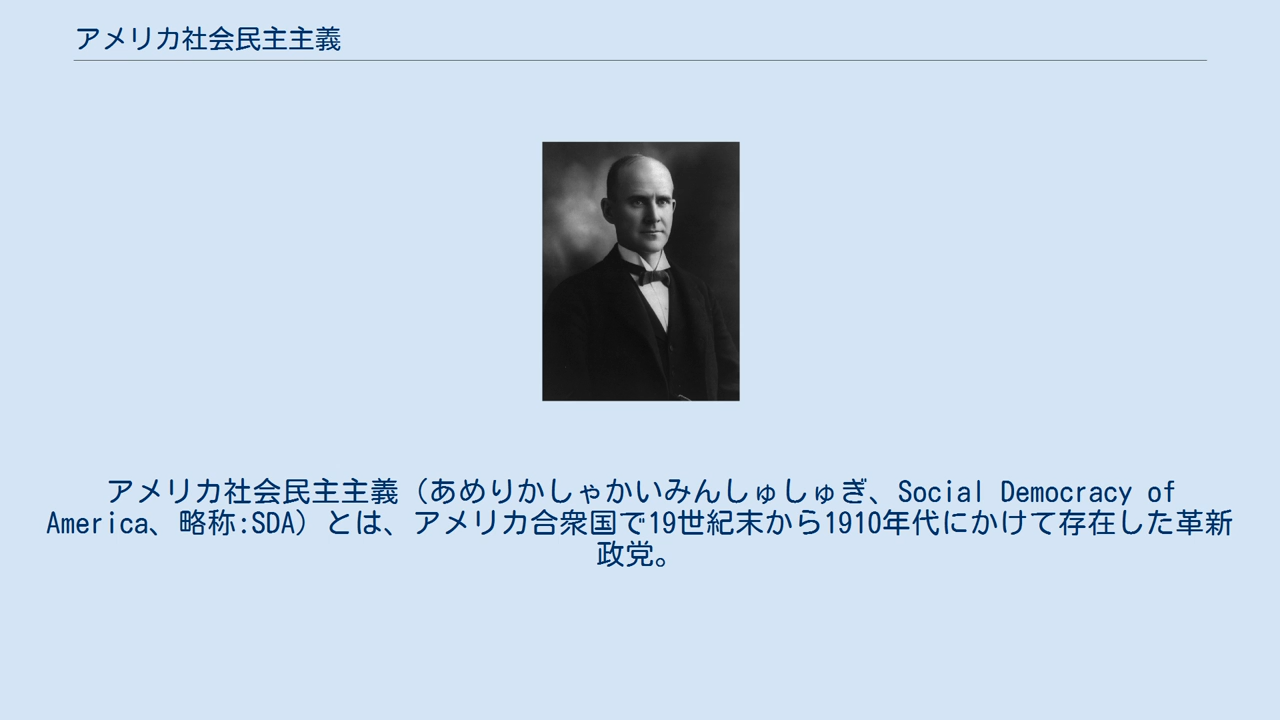 アメリカ社会民主主義
アメリカ社会民主主義（あめりかしゃかいみんしゅしゅぎ、Social Democracy of
America、略称:SDA）とは、アメリカ合衆国で19世紀末から1910年代にかけて存在した革新
政党。